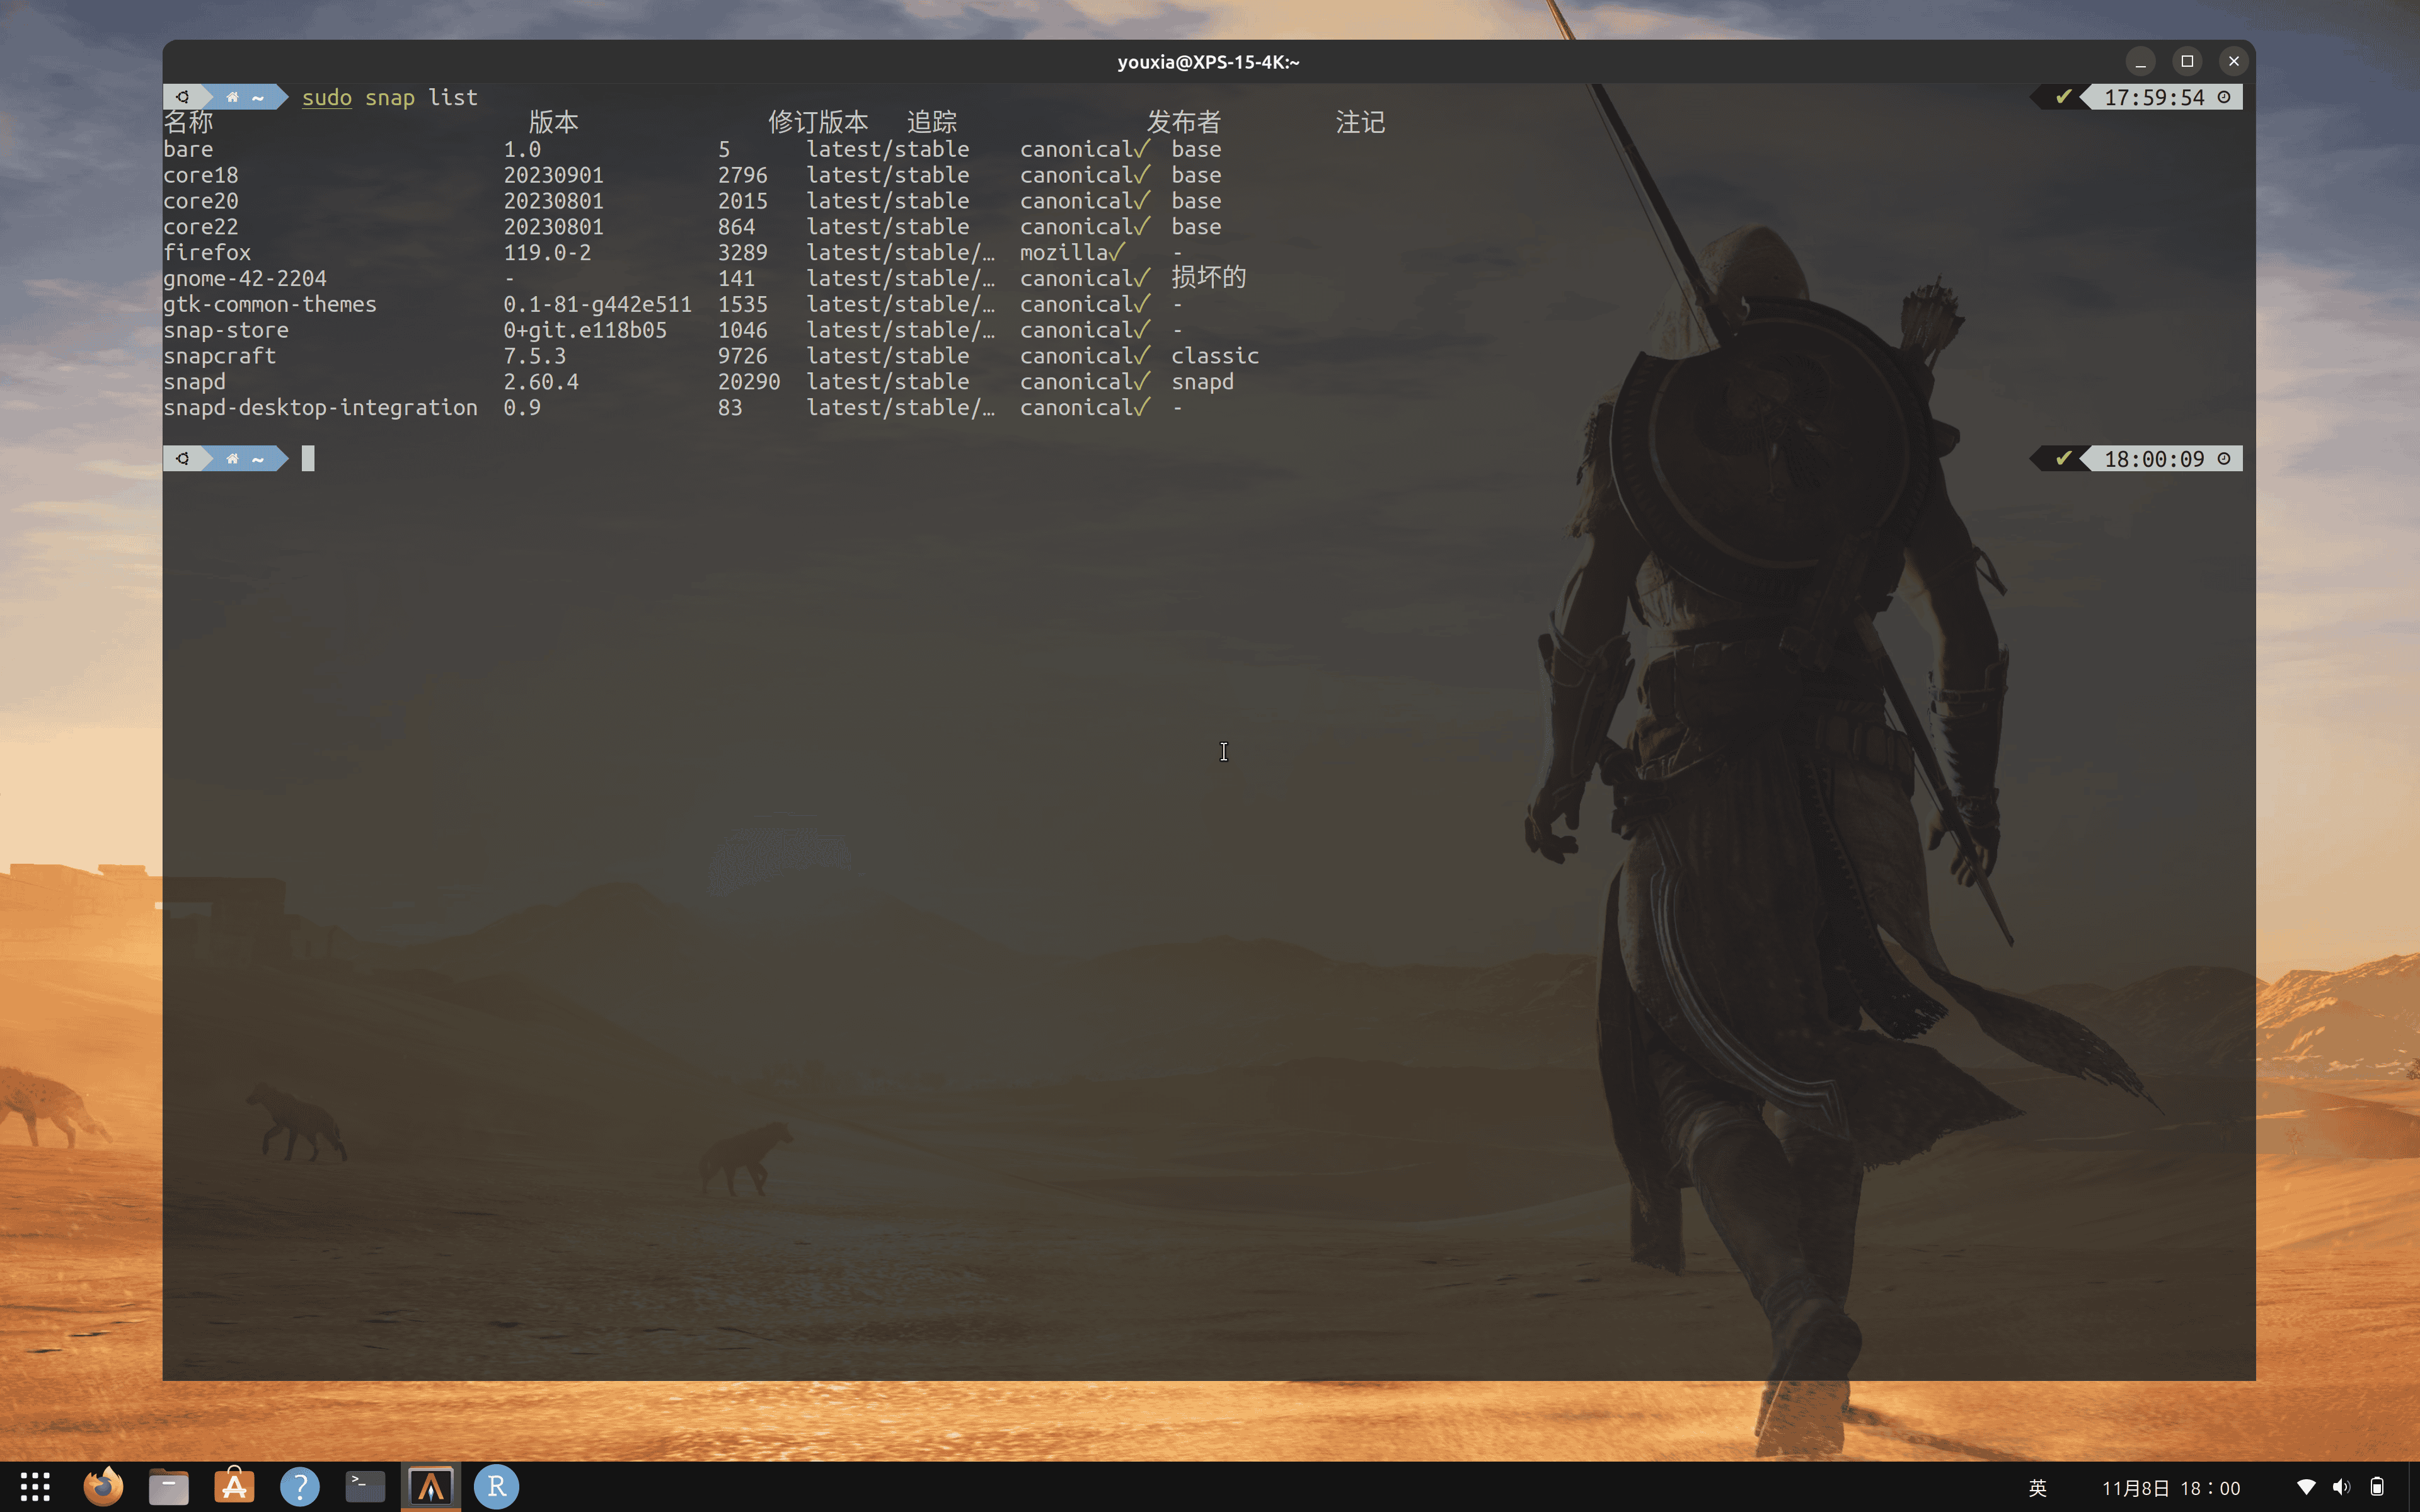 youxia@XPS-15-4K:~
~ sudo snap list ✔ 17:59:54
名称 版本 修订版本 追踪 发布者 注记
bare 1.0 5 latest/stable canonical✓ base
core18 20230901 2796 latest/stable canonical✓ base
core20 20230801 2015 latest/stable canonical✓ base
core22 20230801 864 latest/stable canonical✓ base
firefox 119.0-2 3289 latest/stable/… mozilla✓ -
gnome-42-2204 - 141 latest/stable/… canonical✓ 损坏的
gtk-common-themes 0.1-81-g442e511 1535 latest/stable/… canonical✓ -
snap-store 0+git.e118b05 1046 latest/stable/… canonical✓ -
snapcraft 7.5.3 9726 latest/stable canonical✓ classic
snapd 2.60.4 20290 latest/stable canonical✓ snapd
snapd-desktop-integration 0.9 83 latest/stable/… canonical✓ -
~ ✔ 18:00:09
? >_ R 英 11月8日 18：00